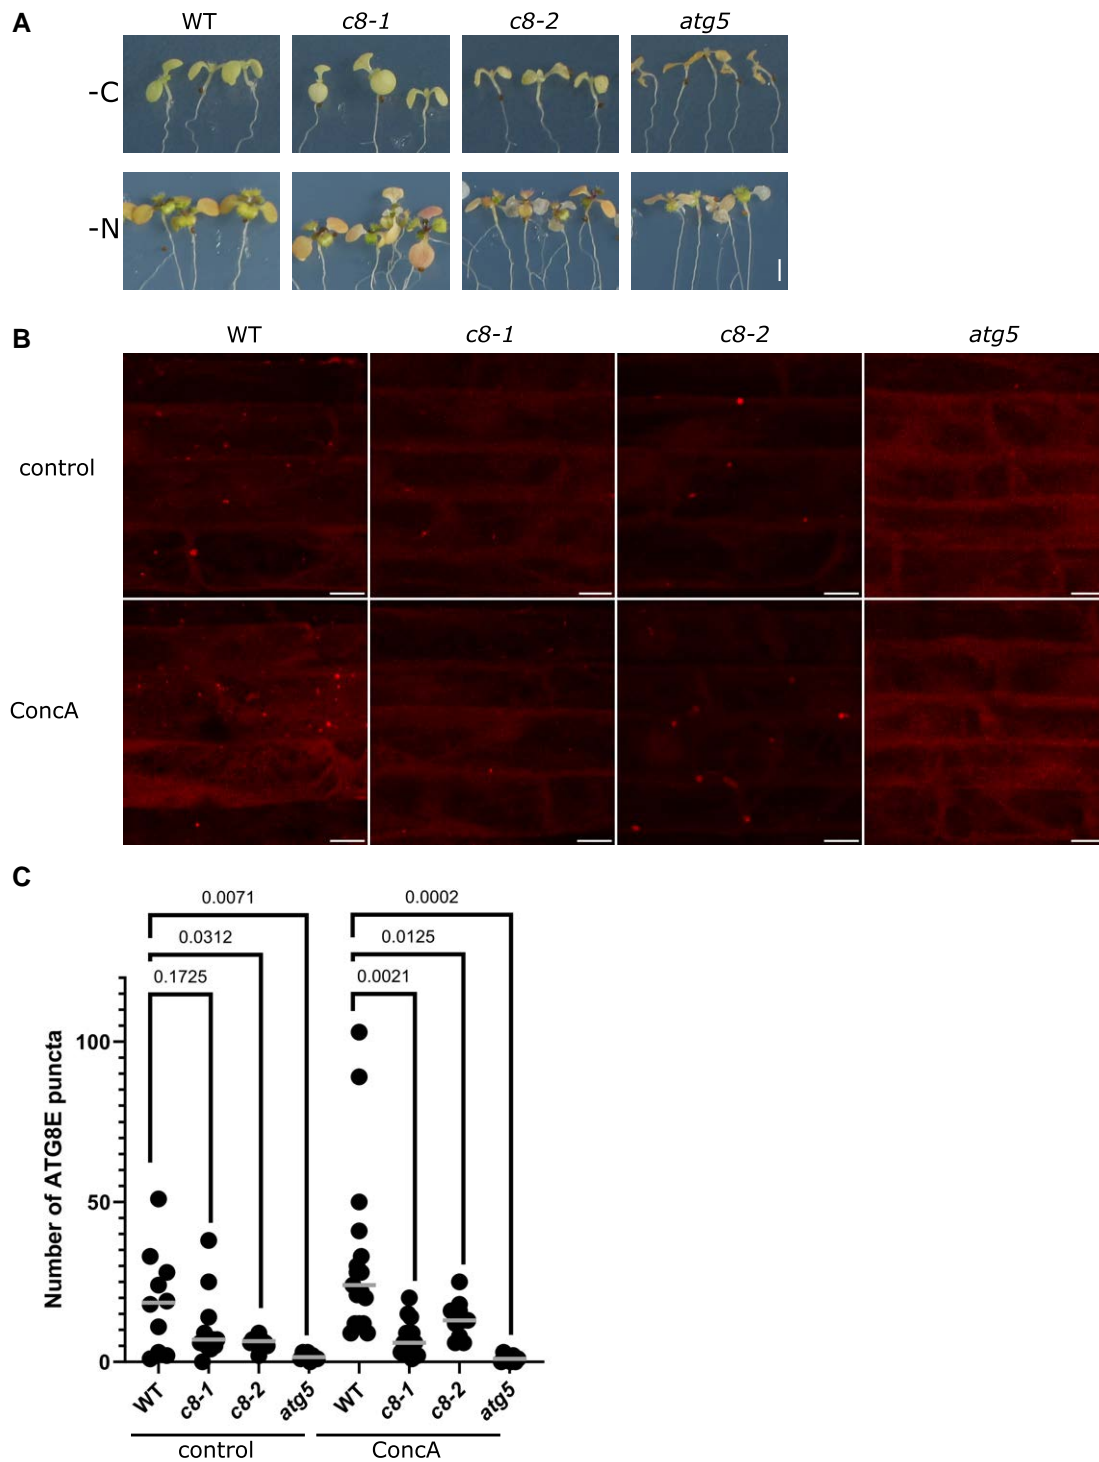 A
WT c8-1 c8-2 atg5
-C
-N
B
WT c8-1 c8-2 atg5
control
ConcA
C
0.0071 0.0002
0.0312 0.0125
0.1725 0.0021
Number of ATG8E puncta
100
50
0
WT c8-1 c8-2 atg5 WT c8-1 c8-2 atg5
control ConcA